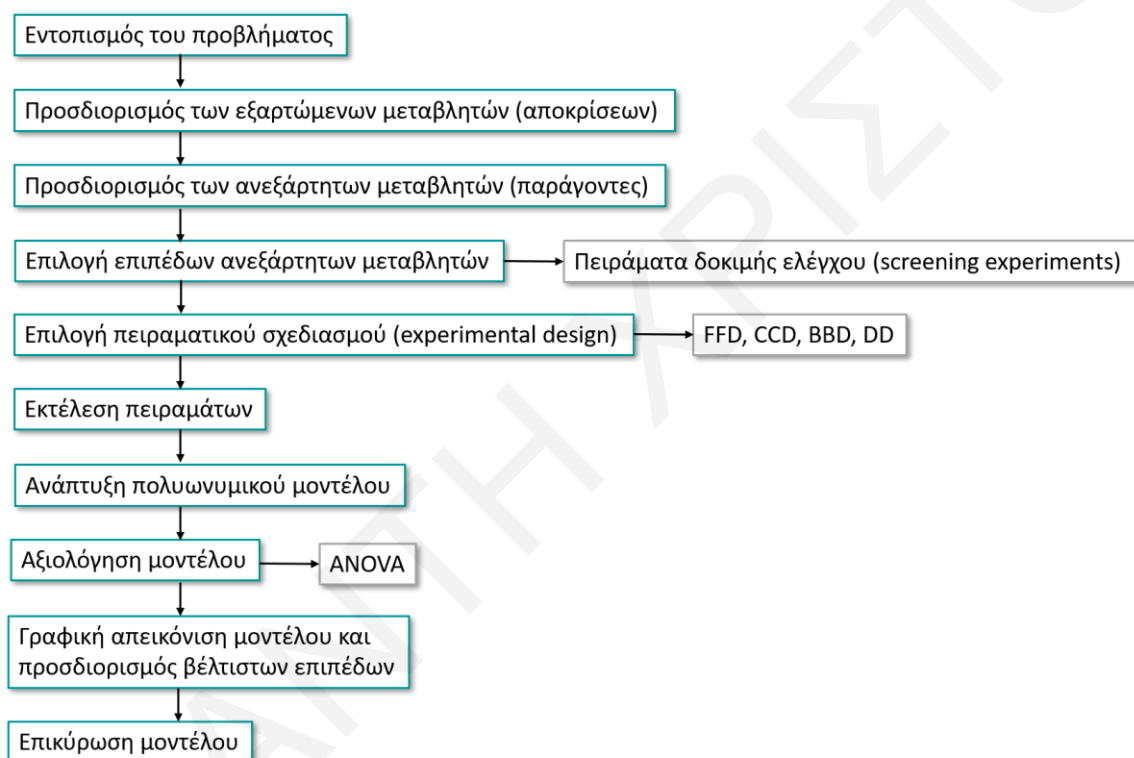 Εντοπισμός του προβλήματος
Προσδιορισμός των εξαρτώμενων μεταβλητών (αποκρίσεων)
Προσδιορισμός των ανεξάρτητων μεταβλητών (παράγοντες)
Επιλογή επιπέδων ανεξάρτητων μεταβλητών
Πειράματα δοκιμής ελέγχου (screening experiments)
Επιλογή πειραματικού σχεδιασμού (experimental design)
FFD, CCD, BBD, DD
Εκτέλεση πειραμάτων
Ανάπτυξη πολυωνυμικού μοντέλου
Αξιολόγηση μοντέλου
ANOVA
Γραφική απεικόνιση μοντέλου και
προσδιορισμός βέλτιστων επιπέδων
Επικύρωση μοντέλου